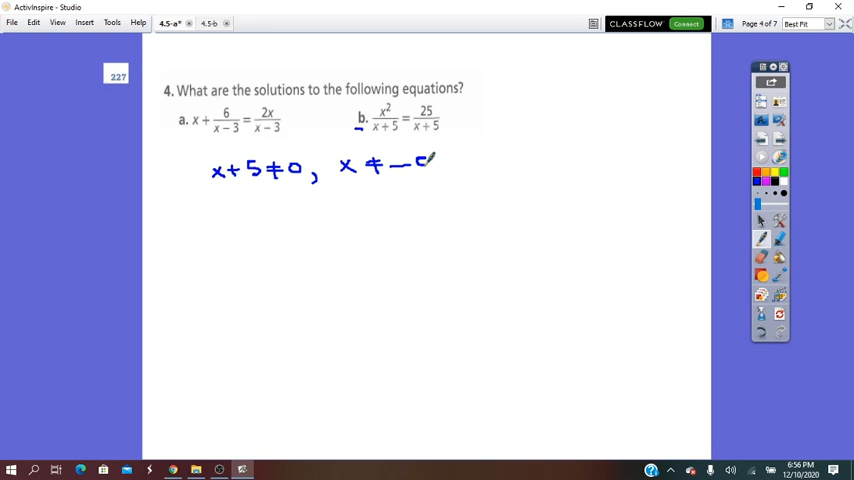 ActivInspire - Studio
File Edit View Insert Tools Help
4.5-a* 4.5-b
CLASSFLOW Connect
Page 4 of 7 Best Fit
227
4. What are the solutions to the following equations?
a. x + 6/(x − 3) = 2x/(x − 3) b. x²/(x + 5) = 25/(x + 5)
x + 5 ≠ 0 , x ≠ −5
6:56 PM
12/10/2020